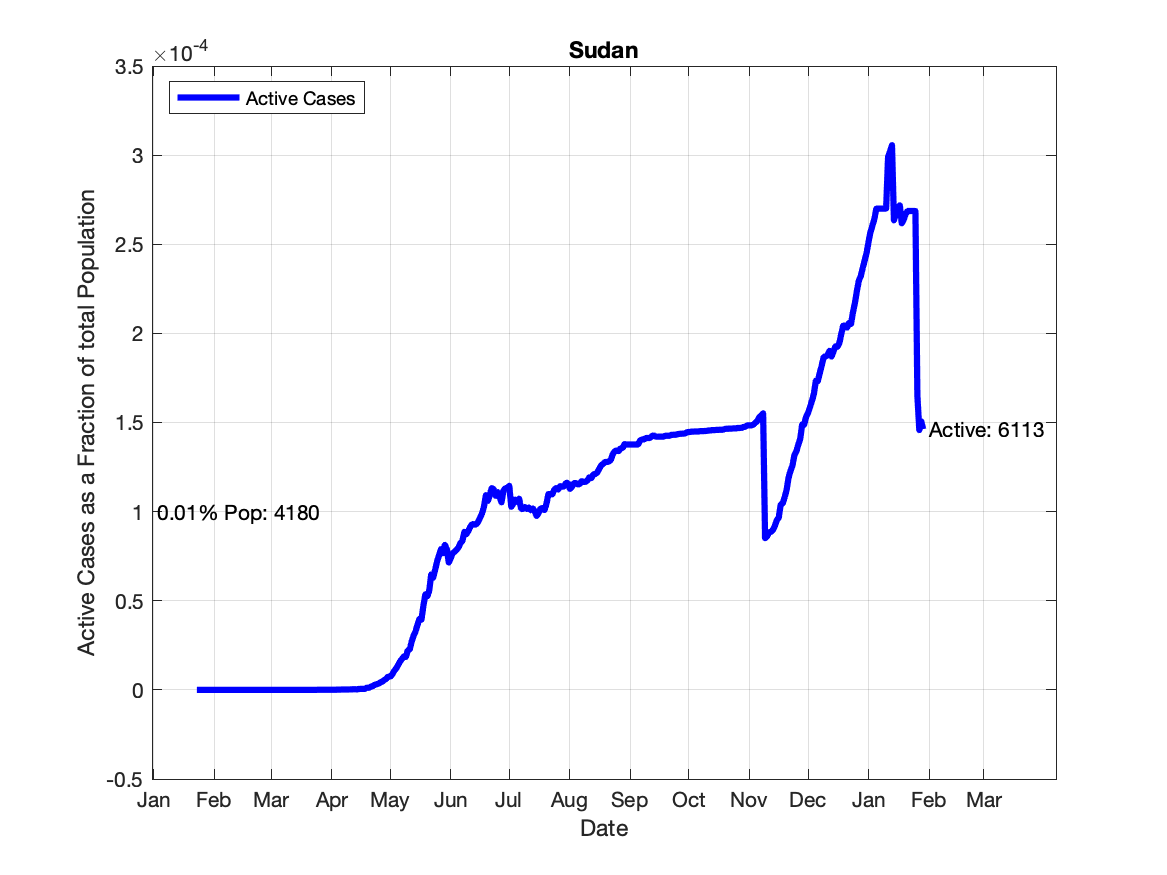 Sudan
×10-4
3.5
3
2.5
2
1.5
1
0.5
0
-0.5
Active Cases as a Fraction of total Population
Active Cases
0.01% Pop: 4180
Active: 6113
Jan Feb Mar Apr May Jun Jul Aug Sep Oct Nov Dec Jan Feb Mar
Date